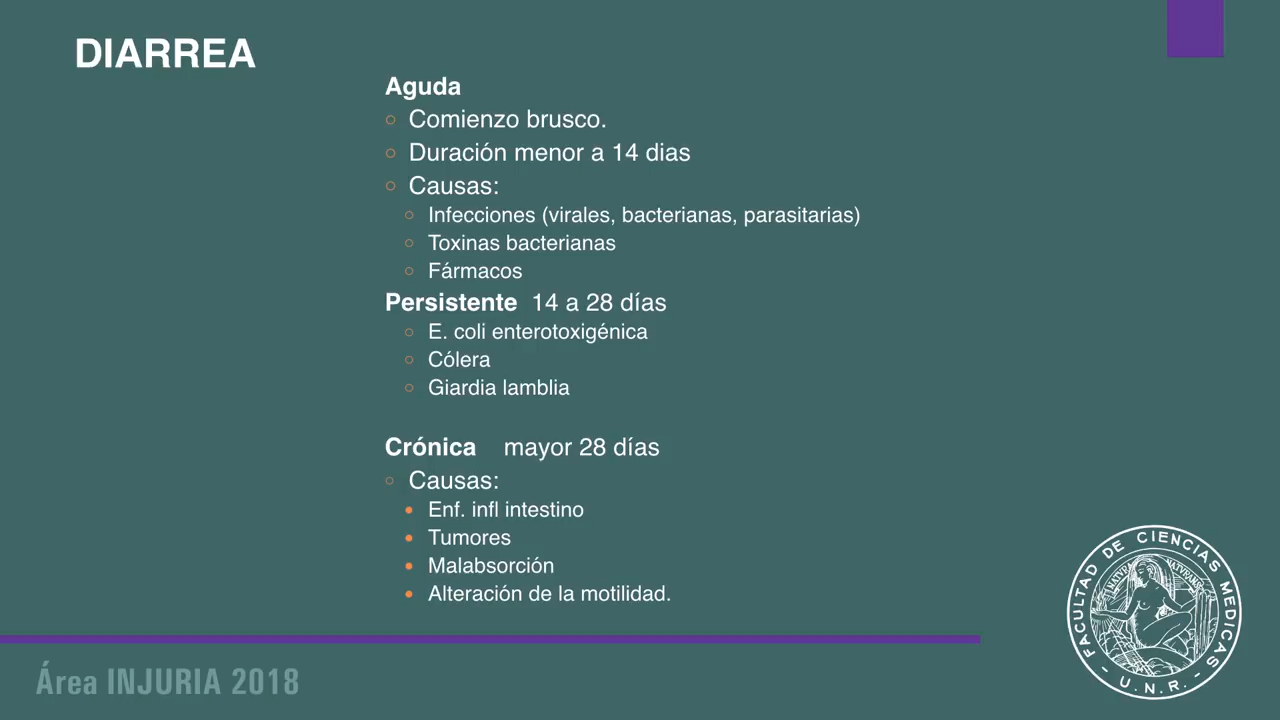 DIARREA
Aguda
Comienzo brusco.
Duración menor a 14 dias
Causas:
Infecciones (virales, bacterianas, parasitarias)
Toxinas bacterianas
Fármacos
Persistente 14 a 28 días
E. coli enterotoxigénica
Cólera
Giardia lamblia
Crónica mayor 28 días
Causas:
Enf. infl intestino
Tumores
Malabsorción
Alteración de la motilidad.
Área INJURIA 2018
FACULTAD DE CIENCIAS MEDICAS
- U.N.R. -